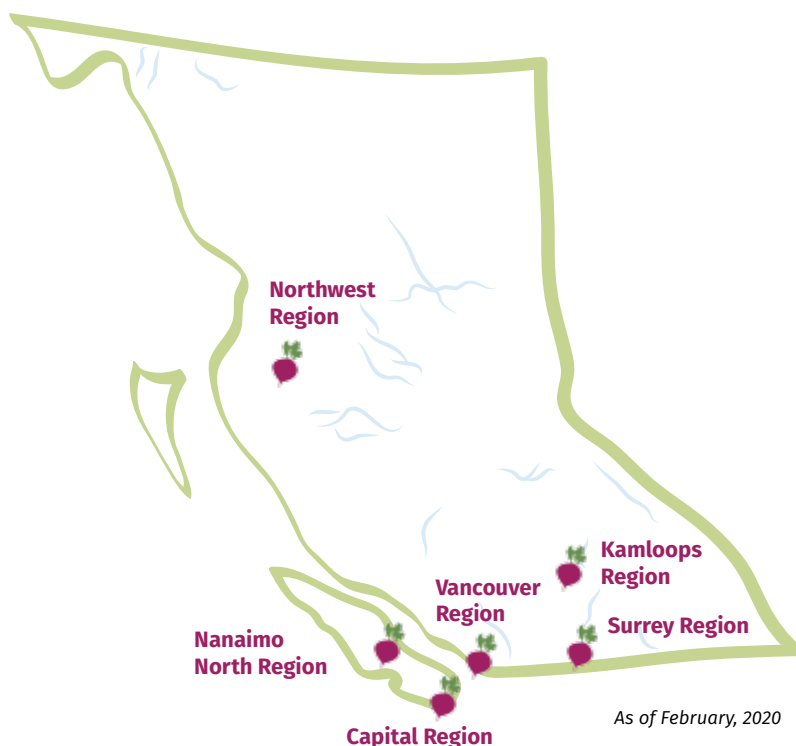 Northwest
Region
Kamloops
Region
Vancouver
Region
Surrey Region
Nanaimo
North Region
Capital Region
As of February, 2020